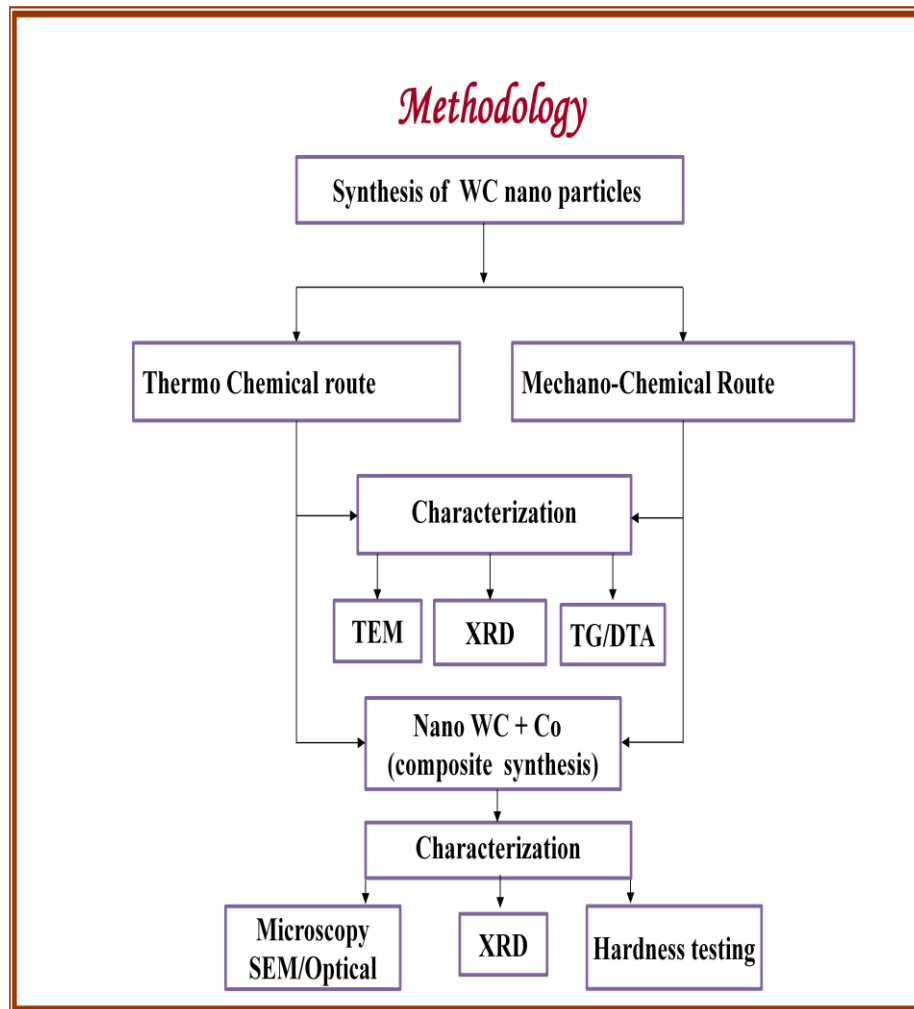 Methodology
Synthesis of WC nano particles
Thermo Chemical route
Mechano-Chemical Route
Characterization
TEM
XRD
TG/DTA
Nano WC + Co
(composite synthesis)
Characterization
Microscopy
SEM/Optical
XRD
Hardness testing